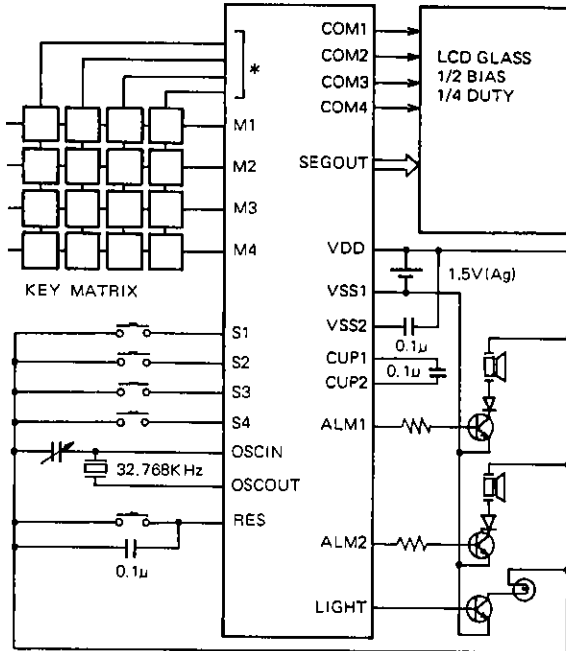 COM1
COM2
COM3
COM4
LCD GLASS
1/2 BIAS
1/4 DUTY
*
M1
M2
M3
M4
SEGOUT
KEY MATRIX
VDD
1.5V(Ag)
VSS1
VSS2
0.1μ
CUP1
0.1μ
CUP2
S1
S2
S3
S4
ALM1
OSCIN
32.768KHz
OSCOUT
RES
0.1μ
ALM2
LIGHT